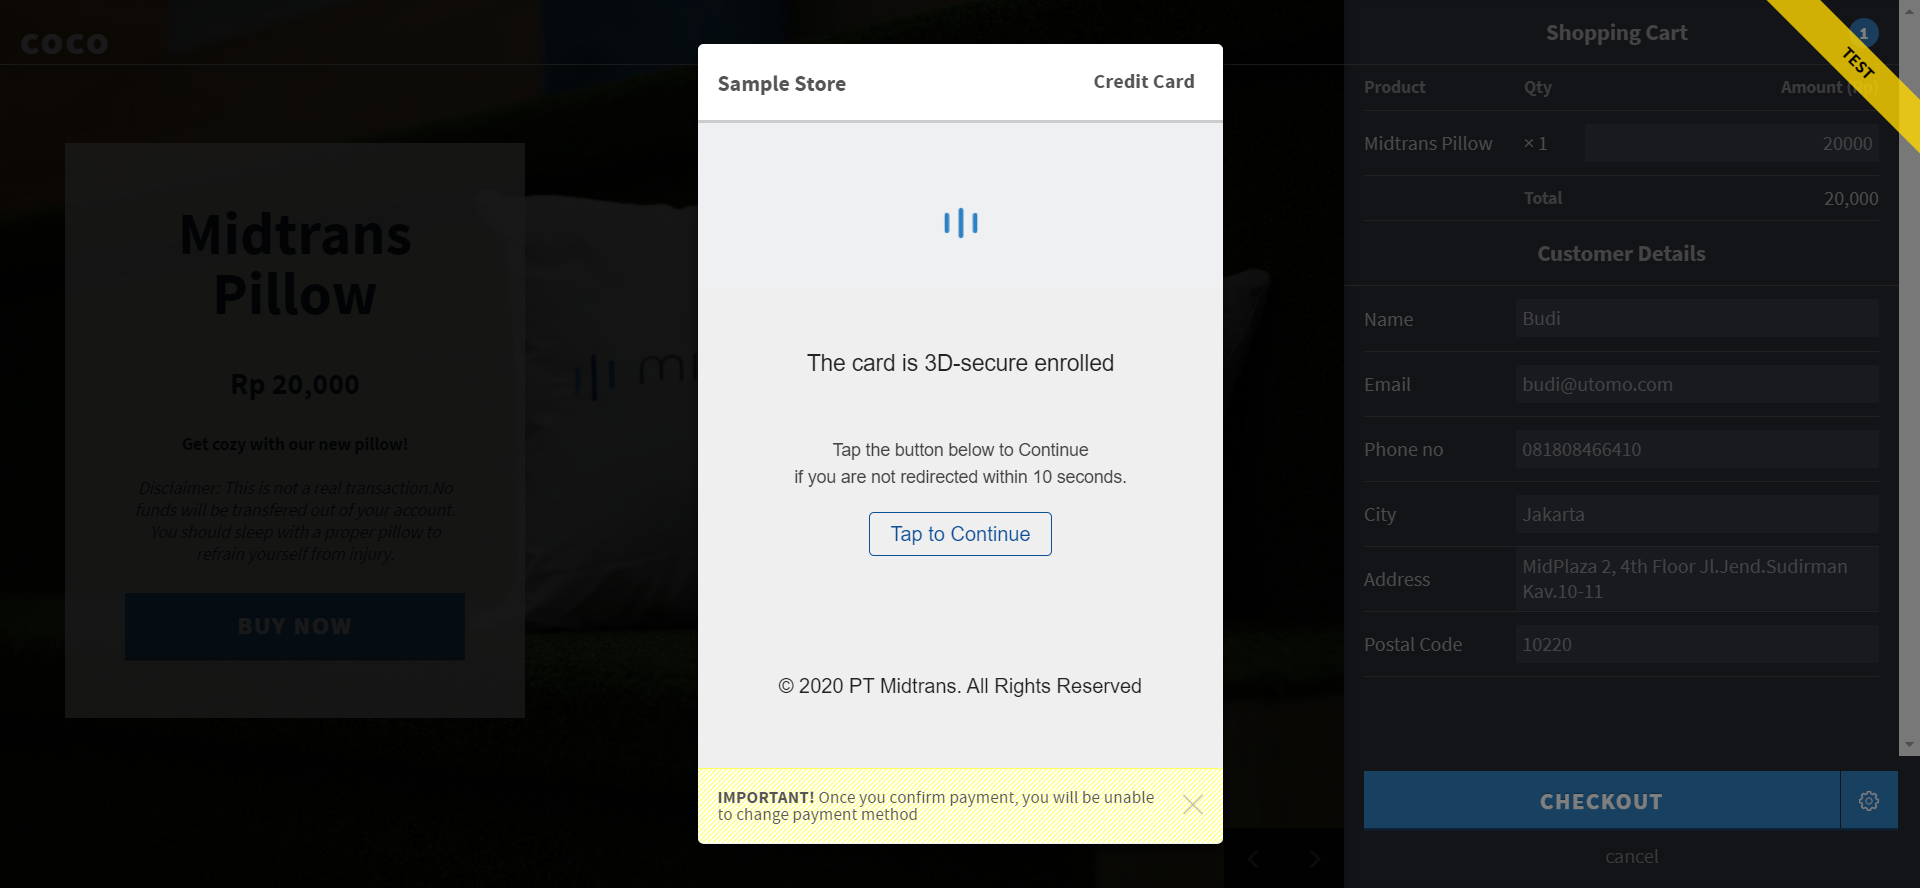 coco
Midtrans
Pillow
Rp 20,000
Get cozy with our new pillow!
Disclaimer: This is not a real transaction.No
funds will be transfered out of your account.
You should sleep with a proper pillow to
refrain yourself from injury.
BUY NOW
Sample Store
Credit Card
The card is 3D-secure enrolled
Tap the button below to Continue
if you are not redirected within 10 seconds.
Tap to Continue
© 2020 PT Midtrans. All Rights Reserved
IMPORTANT! Once you confirm payment, you will be unable
to change payment method
Shopping Cart
1
TEST
Product Qty Amount (Rp)
Midtrans Pillow × 1 20000
Total 20,000
Customer Details
Name Budi
Email budi@utomo.com
Phone no 081808466410
City Jakarta
Address MidPlaza 2, 4th Floor Jl.Jend.Sudirman
Kav.10-11
Postal Code 10220
CHECKOUT
cancel